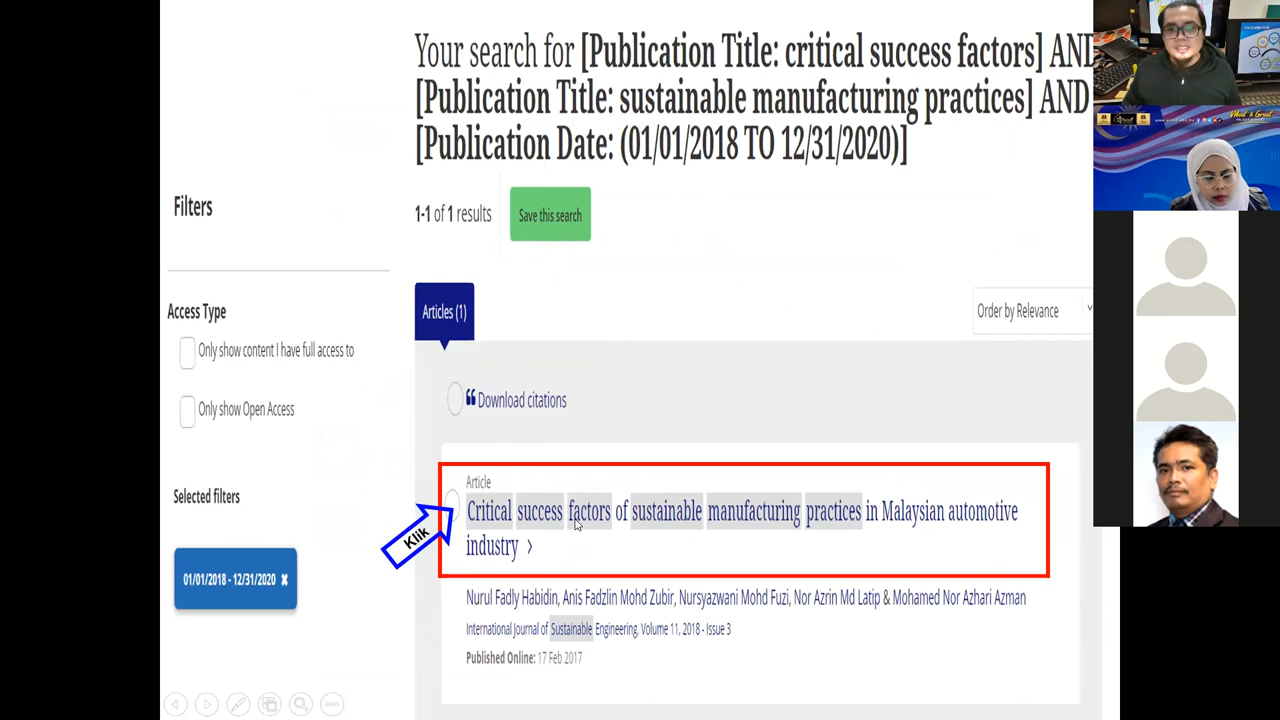 Your search for [Publication Title: critical success factors] AND
[Publication Title: sustainable manufacturing practices] AND
[Publication Date: (01/01/2018 TO 12/31/2020)]
Filters
1-1 of 1 results
Save this search
Access Type
Only show content I have full access to
Only show Open Access
Selected filters
01/01/2018 - 12/31/2020 ✖
Articles (1)
Order by Relevance
❝ Download citations
Klik
Article
Critical success factors of sustainable manufacturing practices in Malaysian automotive
industry >
Nurul Fadly Habidin, Anis Fadzlin Mohd Zubir, Nursyazwani Mohd Fuzi, Nor Azrin Md Latip & Mohamed Nor Azhari Azman
International Journal of Sustainable Engineering, Volume 11, 2018 - Issue 3
Published Online: 17 Feb 2017